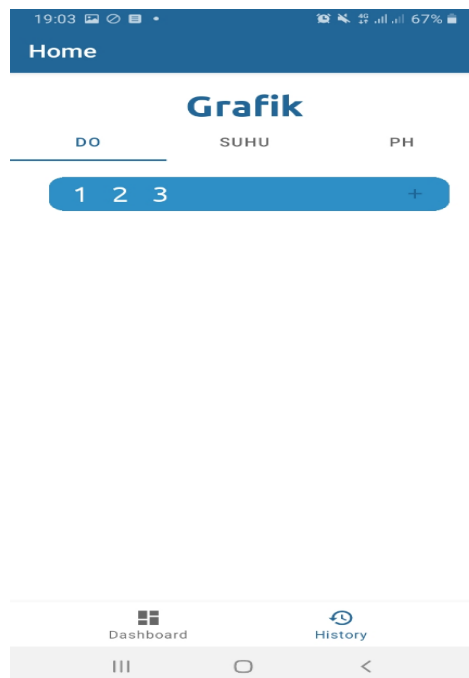 19:03 67%
Home
Grafik
DO SUHU PH
1 2 3 +
Dashboard History